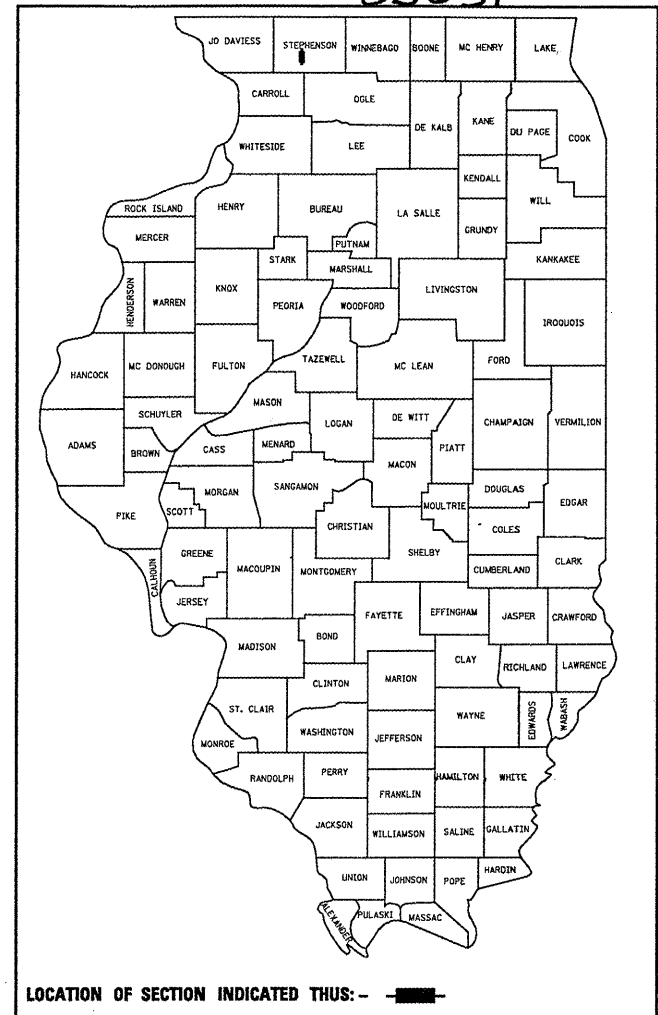 JO DAVIESS STEPHENSON WINNEBAGO BOONE MC HENRY LAKE
CARROLL OGLE DE KALB KANE DU PAGE COOK
WHITESIDE LEE
KENDALL WILL
ROCK ISLAND HENRY BUREAU LA SALLE GRUNDY
MERCER PUTNAM
STARK MARSHALL KANKAKEE
HENDERSON WARREN KNOX PEORIA WOODFORD LIVINGSTON IROQUOIS
HANCOCK MC DONOUGH FULTON TAZEWELL MC LEAN FORD
MASON
SCHUYLER LOGAN DE WITT CHAMPAIGN VERMILION
ADAMS BROWN CASS MENARD MACON PIATT
MORGAN SANGAMON DOUGLAS EDGAR
PIKE SCOTT CHRISTIAN MOULTRIE
COLES
GREENE SHELBY
CALHOUN MACOUPIN MONTGOMERY CUMBERLAND CLARK
JERSEY FAYETTE EFFINGHAM JASPER CRAWFORD
MADISON BOND
CLAY RICHLAND LAWRENCE
CLINTON MARION
ST. CLAIR WAYNE EDWARDS WABASH
WASHINGTON JEFFERSON
MONROE
RANDOLPH PERRY HAMILTON WHITE
FRANKLIN
JACKSON WILLIAMSON SALINE GALLATIN
UNION JOHNSON POPE HARDIN
ALEXANDER PULASKI MASSAC
LOCATION OF SECTION INDICATED THUS: -